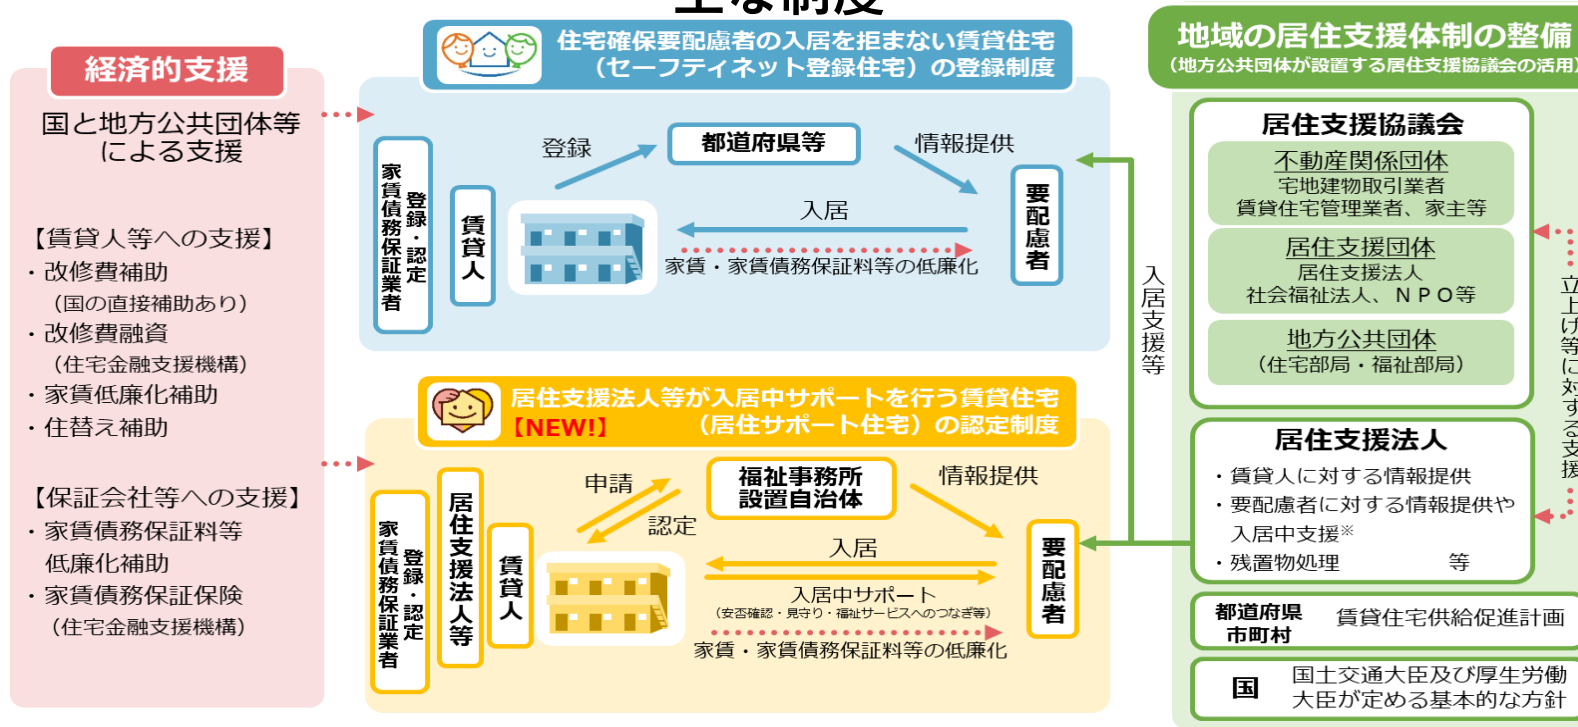 主な制度
経済的支援
国と地方公共団体等
による支援
【賃貸人等への支援】
・改修費補助
（国の直接補助あり）
・改修費融資
（住宅金融支援機構）
・家賃低廉化補助
・住替え補助
【保証会社等への支援】
・家賃債務保証料等
低廉化補助
・家賃債務保証保険
（住宅金融支援機構）
住宅確保要配慮者の入居を拒まない賃貸住宅
（セーフティネット登録住宅）の登録制度
登録・認定
家賃債務保証業者
賃貸人
登録
都道府県等
情報提供
入居
家賃・家賃債務保証料等の低廉化
要配慮者
居住支援法人等が入居中サポートを行う賃貸住宅
【NEW!】　（居住サポート住宅）の認定制度
登録・認定
家賃債務保証業者
居住支援法人等
賃貸人
申請
認定
福祉事務所
設置自治体
情報提供
入居
入居中サポート
（安否確認・見守り・福祉サービスへのつなぎ等）
家賃・家賃債務保証料等の低廉化
要配慮者
入居支援等
地域の居住支援体制の整備
（地方公共団体が設置する居住支援協議会の活用）
居住支援協議会
不動産関係団体
宅地建物取引業者
賃貸住宅管理業者、家主等
居住支援団体
居住支援法人
社会福祉法人、ＮＰＯ等
地方公共団体
（住宅部局・福祉部局）
立上げ等に対する支援
居住支援法人
・賃貸人に対する情報提供
・要配慮者に対する情報提供や
入居中支援※
・残置物処理　等
都道府県
市町村
賃貸住宅供給促進計画
国
国土交通大臣及び厚生労働
大臣が定める基本的な方針